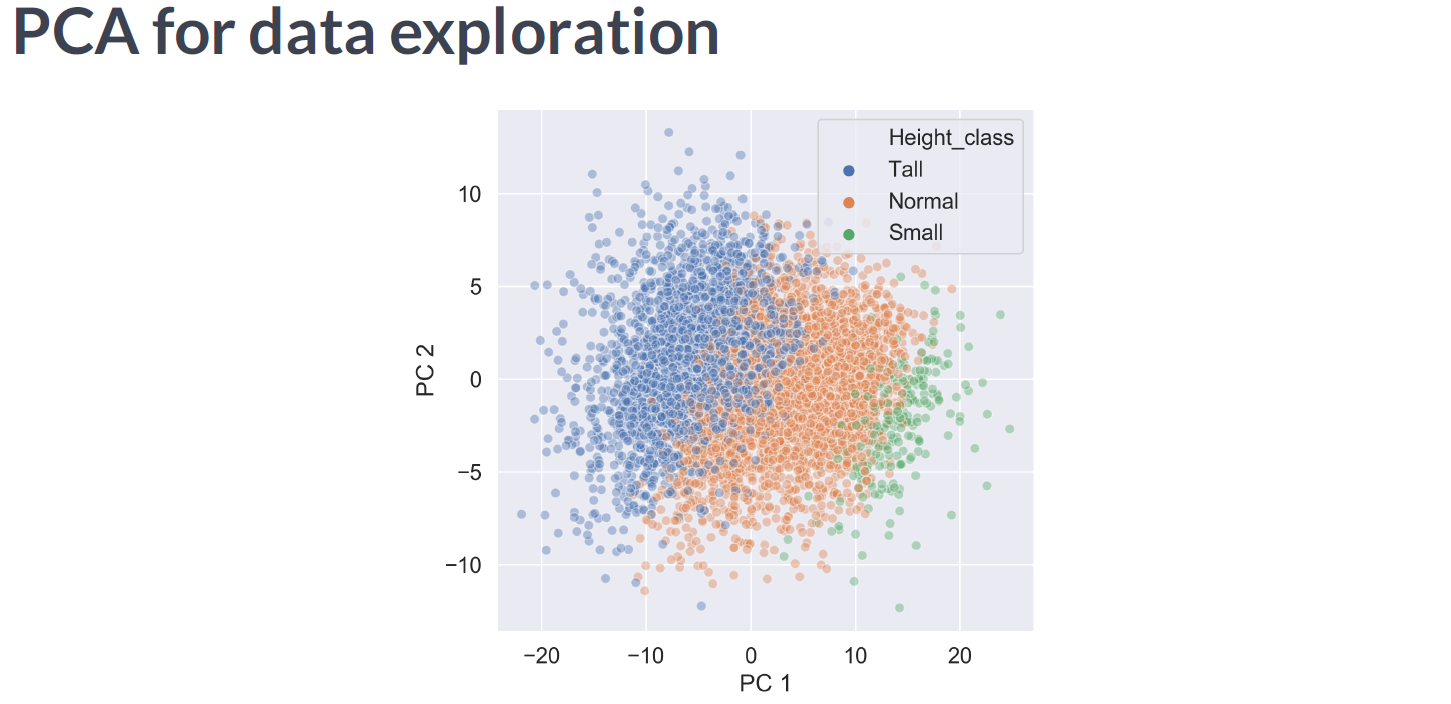 PCA for data exploration
Height_class
Tall
Normal
Small
10
5
0
−5
−10
PC 2
−20
−10
0
10
20
PC 1